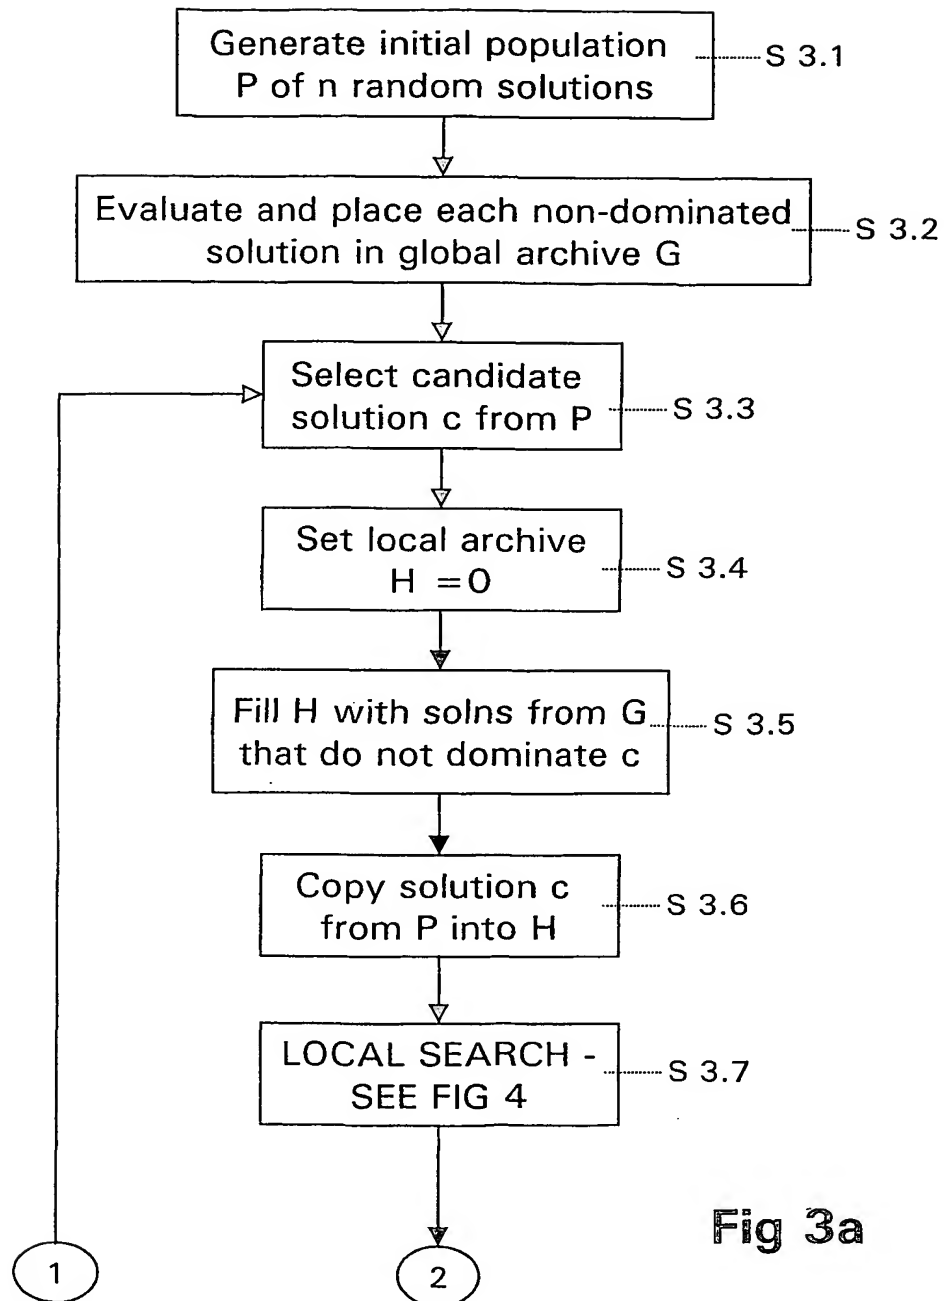 Generate initial population
P of n random solutions
S 3.1
Evaluate and place each non-dominated
solution in global archive G
S 3.2
Select candidate
solution c from P
S 3.3
Set local archive
H =0
S 3.4
Fill H with solns from G
that do not dominate c
S 3.5
Copy solution c
from P into H
S 3.6
LOCAL SEARCH -
SEE FIG 4
S 3.7
Fig 3a
1
2